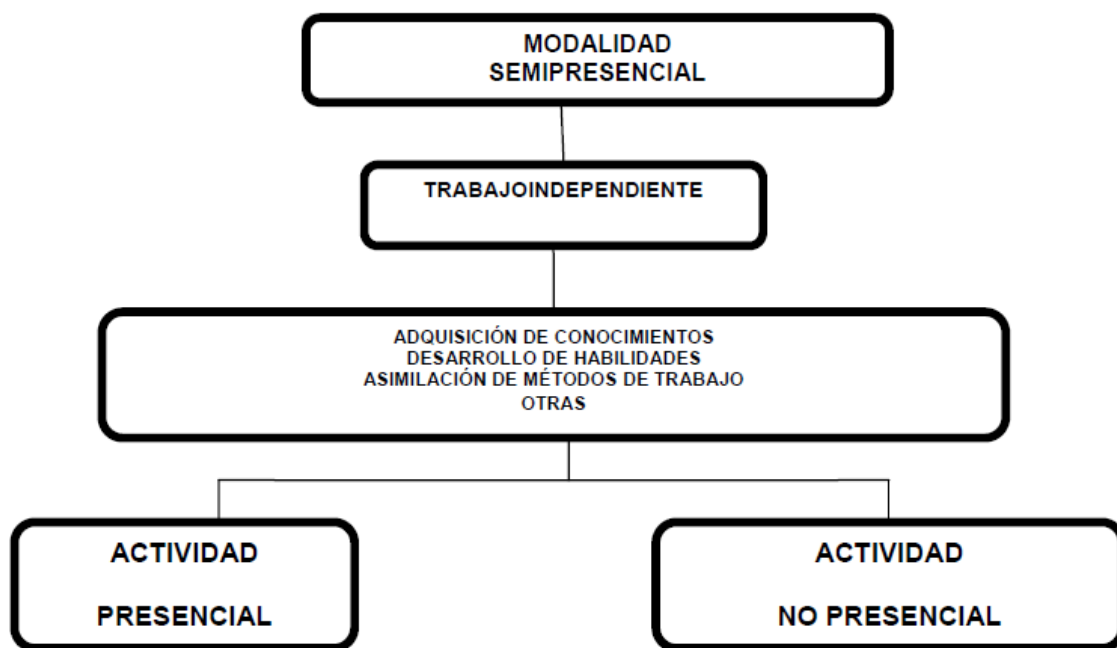 MODALIDAD
SEMIPRESENCIAL
TRABAJOINDEPENDIENTE
ADQUISICIÓN DE CONOCIMIENTOS
DESARROLLO DE HABILIDADES
ASIMILACIÓN DE MÉTODOS DE TRABAJO
OTRAS
ACTIVIDAD
PRESENCIAL
ACTIVIDAD
NO PRESENCIAL